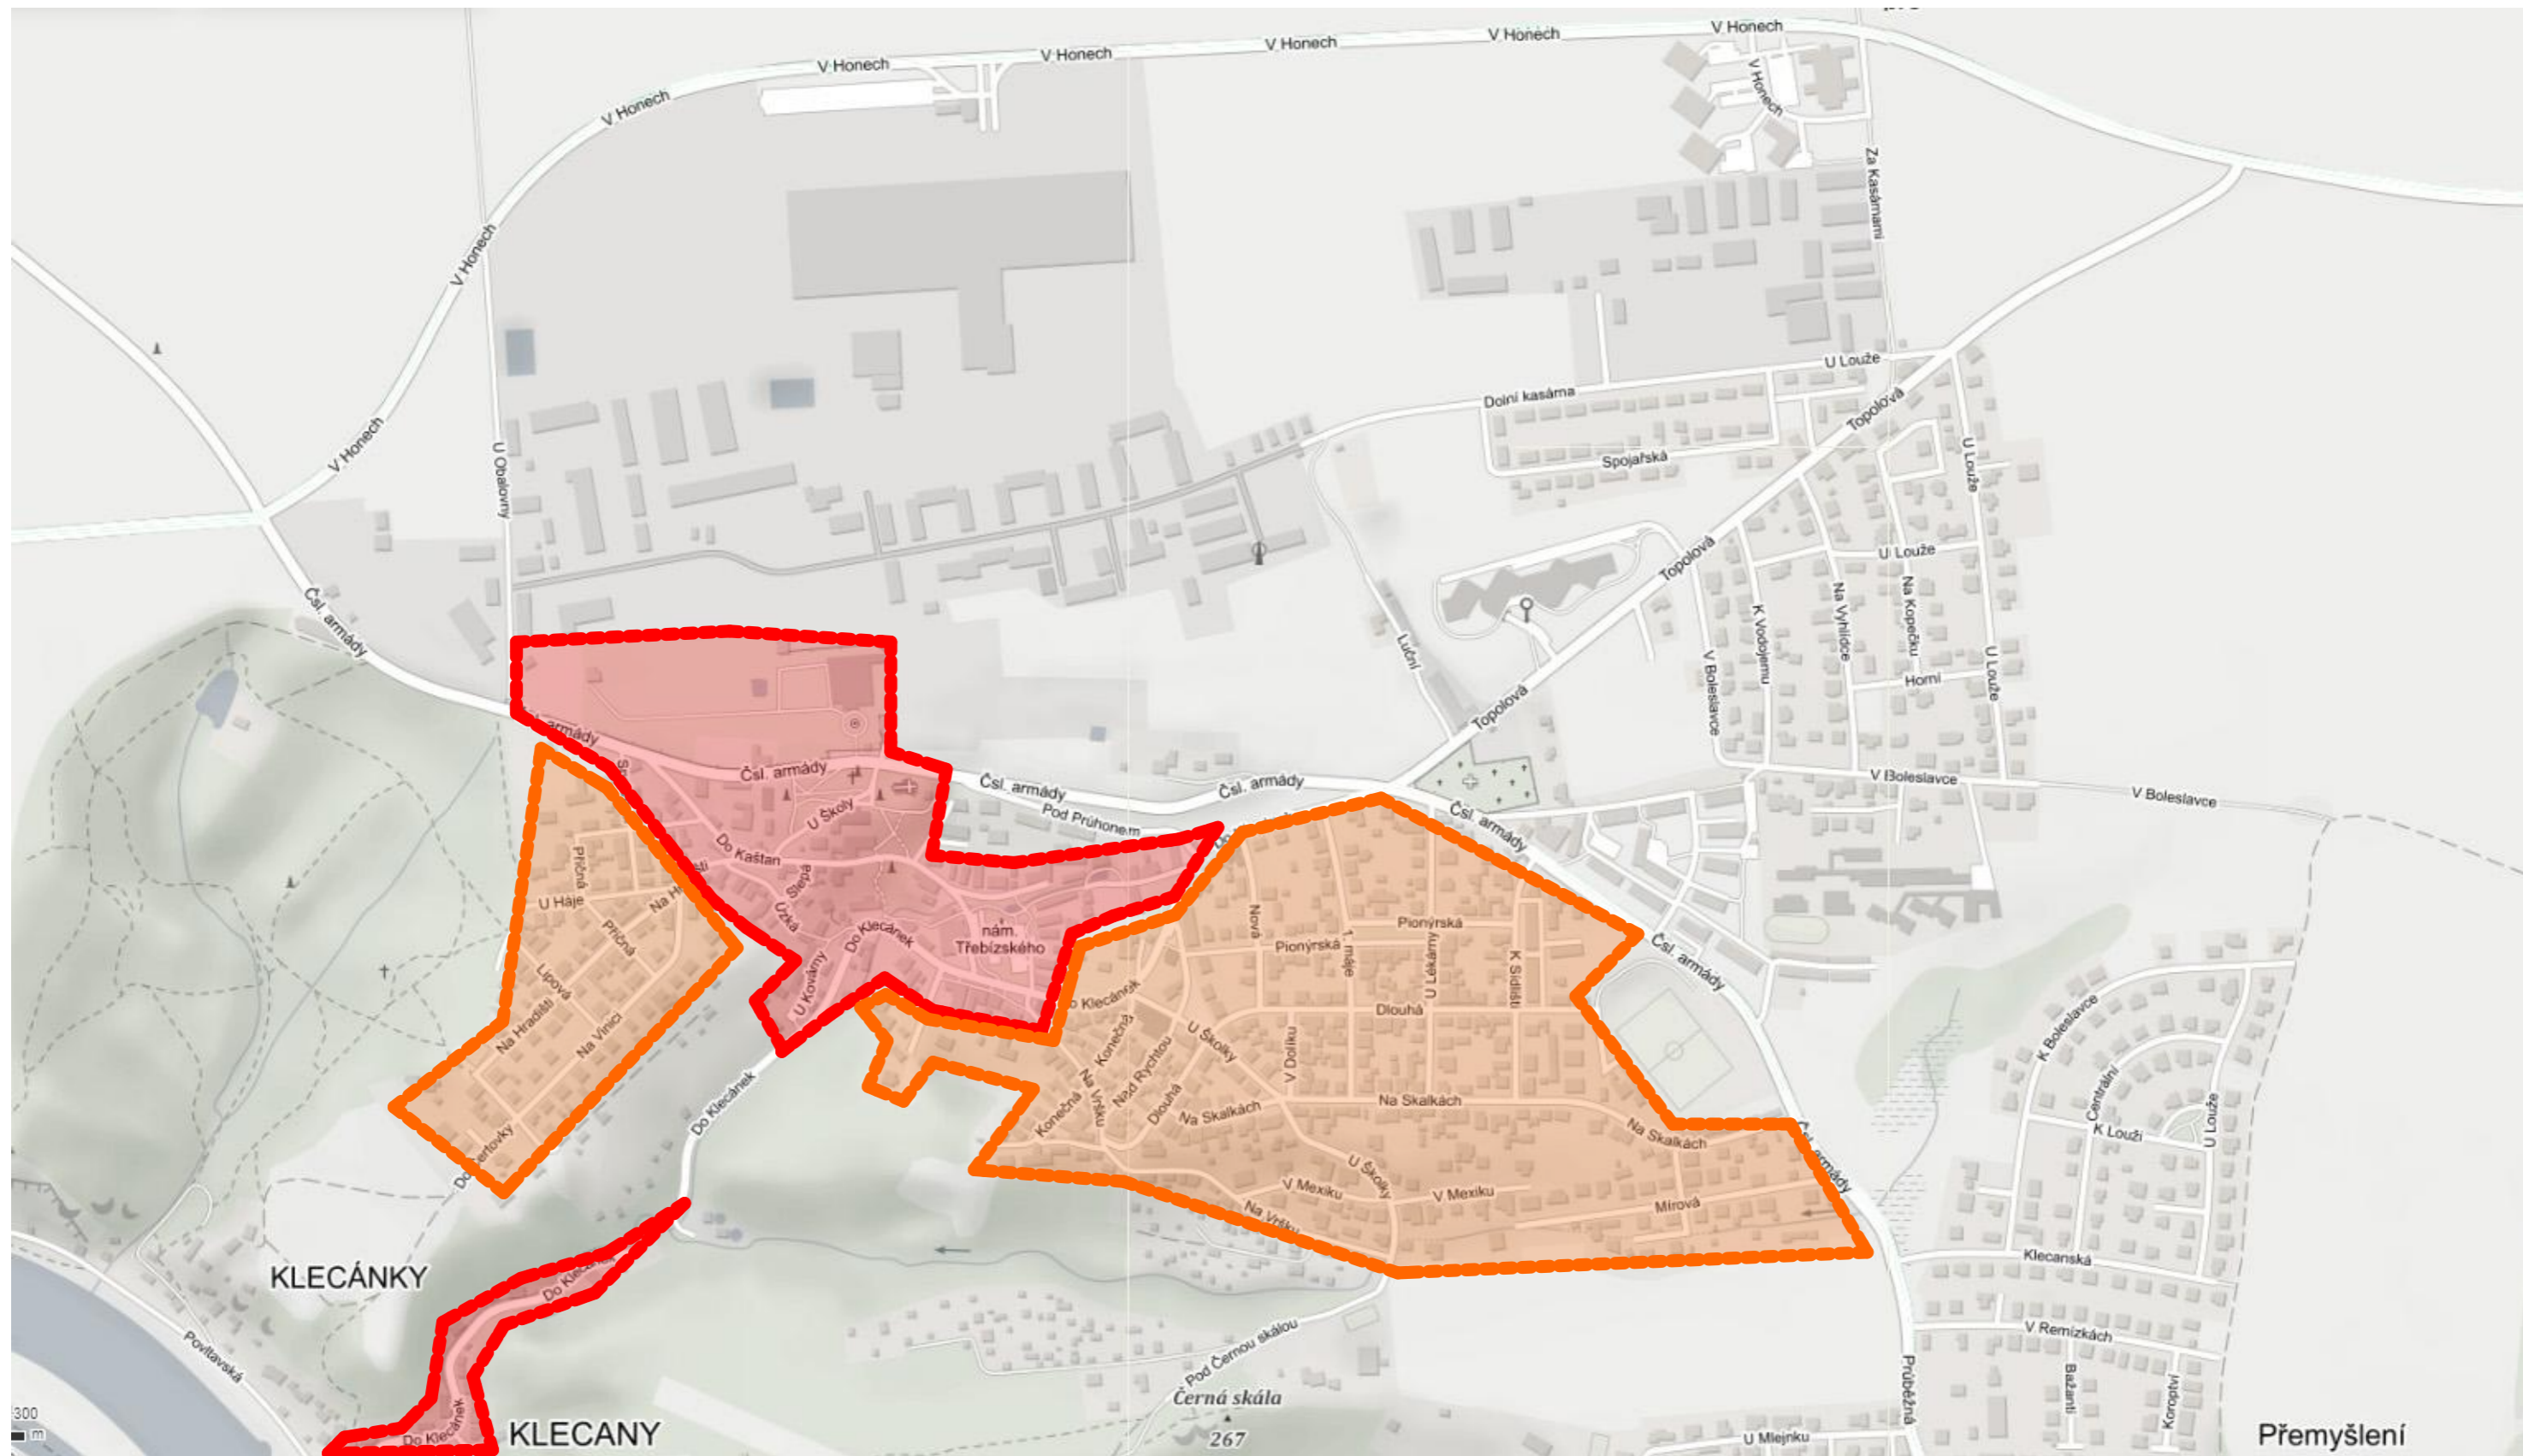 V Honech
V Honech
V Honech
V Honech
V Honech
V Honech
V Honech
V Honech
V Honech
Za Kasárnami
U Louže
Dolní kasárna
Topolová
Spojařská
U Louže
U Obalovny
Topolová
U Louže
Na Vyhlídce
Na Kopečku
K Vodojemu
V Boleslavce
Horní
U Louže
Luční
Topolová
Čsl. armády
armády
Čsl. armády
Čsl. armády
Čsl. armády
Čsl. armády
V Boleslavce
V Boleslavce
Pod Průhonem
U Školy
Do Kaštan
Slepá
Úzká
Příčná
U Háje
Příčná
Lipová
Na Hradišti
Na Vinici
Do Klecánek
nám.
Třebízského
U Kovárny
Nová
Pionýrská
Pionýrská
1. máje
U Lékárny
K Sídlišti
Čsl. armády
Dlouhá
U Školky
V Dolíku
Konečná
Nad Rychtou
Na Vršku
Konečná
Dlouhá
Na Skalkách
Na Skalkách
Na Skalkách
U Školky
V Mexiku
V Mexiku
Na Vršku
Mírová
K Boleslavce
Centrální
K Louži
U Louže
Do Klecánek
KLECÁNKY
Klecanská
V Remízkách
Povltavská
Pod Černou skálou
Černá skála
267
Průběžná
Bažantí
Koroptví
Do Klecánek
300
m
KLECANY
U Mlejnku
Přemyšlení